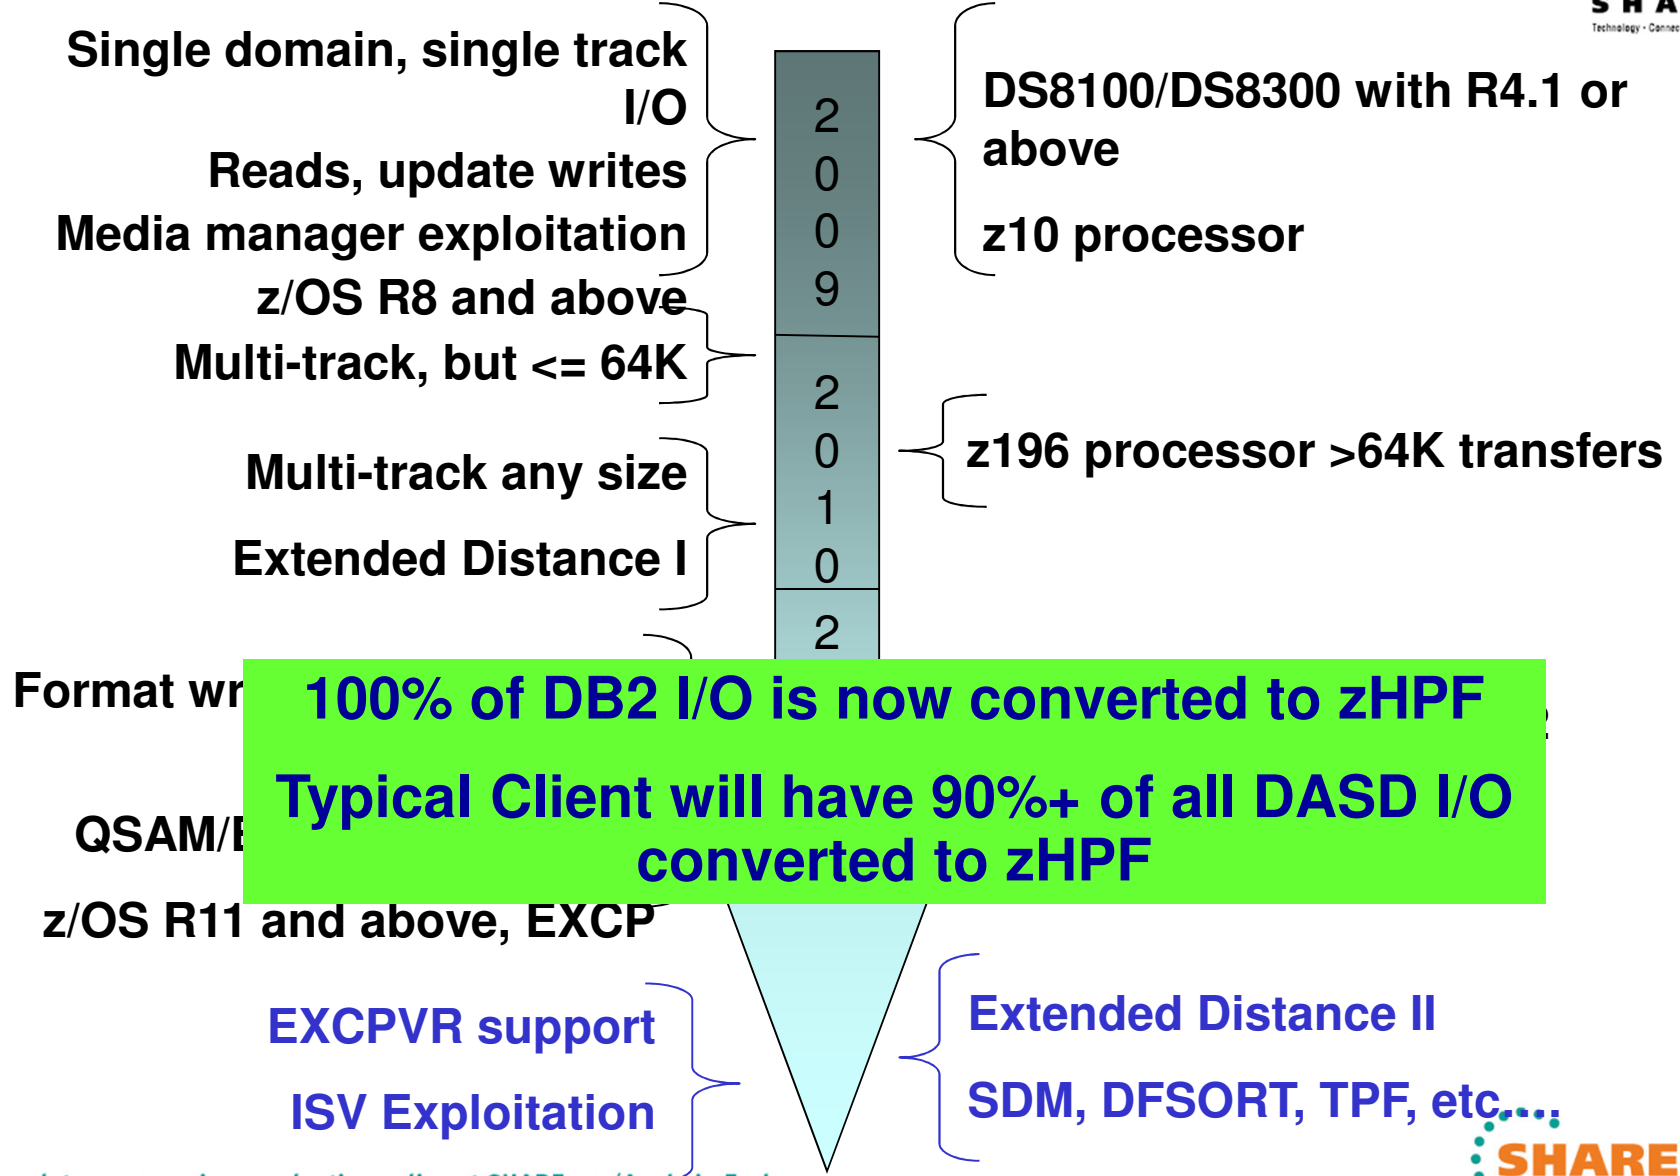 Single domain, single track
I/O
Reads, update writes
Media manager exploitation
z/OS R8 and above
Multi-track, but <= 64K
Multi-track any size
Extended Distance I
Format
QSAM/
z/OS R11 and above, EXCP
EXCPVR support
ISV Exploitation
2
0
0
9
2
0
1
0
2
DS8100/DS8300 with R4.1 or
above
z10 processor
z196 processor >64K transfers
100% of DB2 I/O is now converted to zHPF
Typical Client will have 90%+ of all DASD I/O
converted to zHPF
Extended Distance II
SDM, DFSORT, TPF, etc....
SHARE